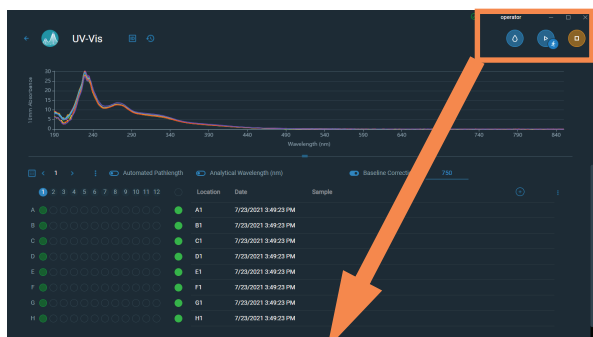 operator
UV-Vis
10mm Absorbance
30
25
20
15
10
5
0
190 240 290 340 390 440 490 540 590 640 740 790 840
Wavelength (nm)
1 Automated Pathlength Analytical Wavelength (nm) Baseline Correction 750
1 2 3 4 5 6 7 8 9 10 11 12 Location Date Sample
A A1 7/23/2021 3:49:23 PM
B B1 7/23/2021 3:49:23 PM
C C1 7/23/2021 3:49:23 PM
D D1 7/23/2021 3:49:23 PM
E E1 7/23/2021 3:49:23 PM
F F1 7/23/2021 3:49:23 PM
G G1 7/23/2021 3:49:23 PM
H H1 7/23/2021 3:49:23 PM